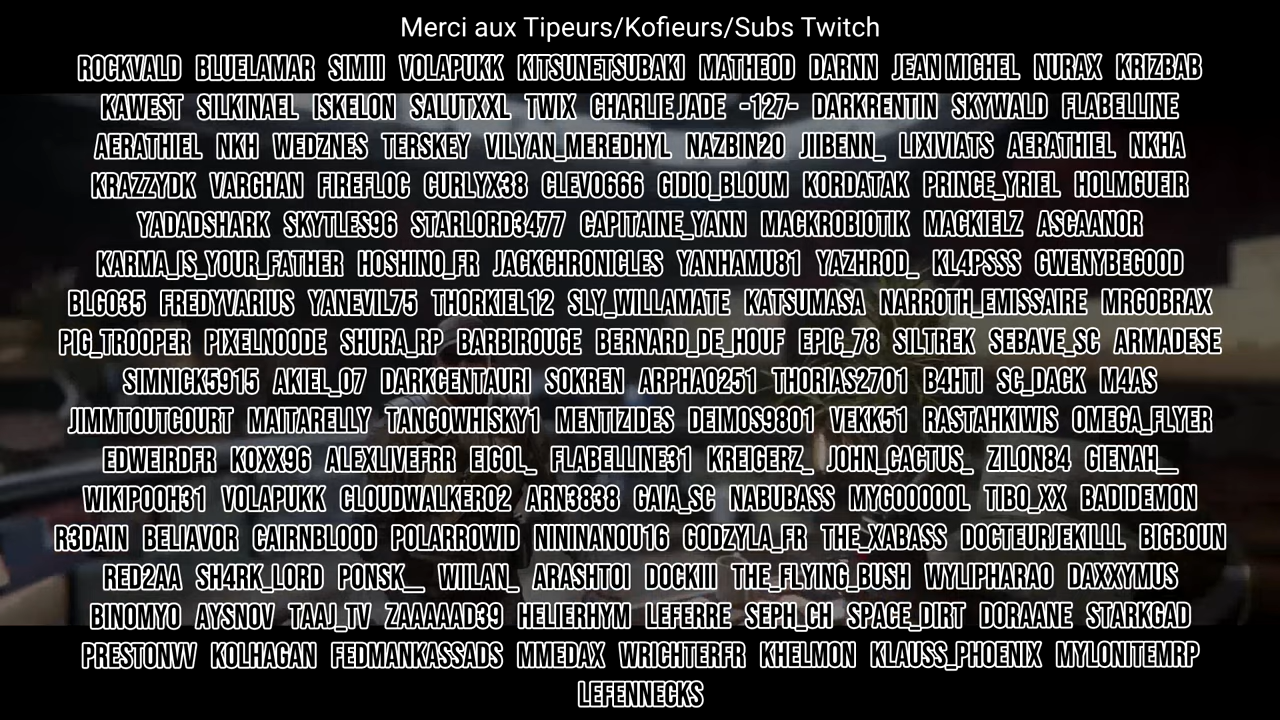 Merci aux Tipeurs/Kofieurs/Subs Twitch
ROCKVALD BLUELAMAR SIMIII VOLAPUKK KITSUNETSUBAKI MATHEOD DARNN JEAN MICHEL NURAX KRIZBAB
KAWEST SILKINAEL ISKELON SALUTXXL TWIX CHARLIE JADE -127- DARKRENTIN SKYWALD FLABELLINE
AERATHIEL NKH WEDZNES TERSKEY VILYAN_MEREDHYL NAZBIN20 JIIBENN_ LIXIVIATS AERATHIEL NKHA
KRAZZYDK VARGHAN FIREFLOC CURLYX38 CLEVO666 GIDIO_BLOUM KORDATAK PRINCE_YRIEL HOLMGUEIR
YADADSHARK SKYTLES96 STARLORD3477 CAPITAINE_YANN MACKROBIOTIK MACKIELZ ASCAANOR
KARMA_IS_YOUR_FATHER HOSHINO_FR JACKCHRONICLES YANHAMU81 YAZHROD_ KL4PSSS GWENYBEGOOD
BLGO35 FREDYVARIUS YANEVIL75 THORKIEL12 SLY_WILLAMATE KATSUMASA NARROTH_EMISSAIRE MRGOBRAX
PIG_TROOPER PIXELNOODE SHURA_RP BARBIROUGE BERNARD_DE_HOUF EPIC_78 SILTREK SEBAVE_SC ARMADESE
SIMNICK5915 AKIEL_07 DARKCENTAURI SOKREN ARPHA0251 THORIAS2701 B4HTI SC_DACK M4AS
JIMMTOUTCOURT MAITARELLY TANGOWHISKY1 MENTIZIDES DEIMOS9801 VEKK51 RASTAHKIWIS OMEGA_FLYER
EDWEIRDFR KOXX96 ALEXLIVEFRR EIGOL_ FLABELLINE31 KREIGERZ_ JOHN_CACTUS_ ZILON84 GIENAH__
WIKIPOOH31 VOLAPUKK CLOUDWALKER02 ARN3838 GAIA_SC NABUBASS MYGOOOOOL TIBO_XX BADIDEMON
R3DAIN BELIAVOR CAIRNBLOOD POLARROWID NININANOU16 GODZYLA_FR THE_XABASS DOCTEURJEKILLL BIGBOUN
RED2AA SH4RK_LORD PONSK__ WIILAN_ ARASHTOI DOCKIII THE_FLYING_BUSH WYLIPHARAO DAXXYMUS
BINOMYO AYSNOV TAAJ_TV ZAAAAAD39 HELIERHYM LEFERRE SEPH_CH SPACE_DIRT DORAANE STARKGAD
PRESTONVV KOLHAGAN FEDMANKASSADS MMEDAX WRICHTERFR KHELMON KLAUSS_PHOENIX MYLONITEMRP
LEFENNECKS